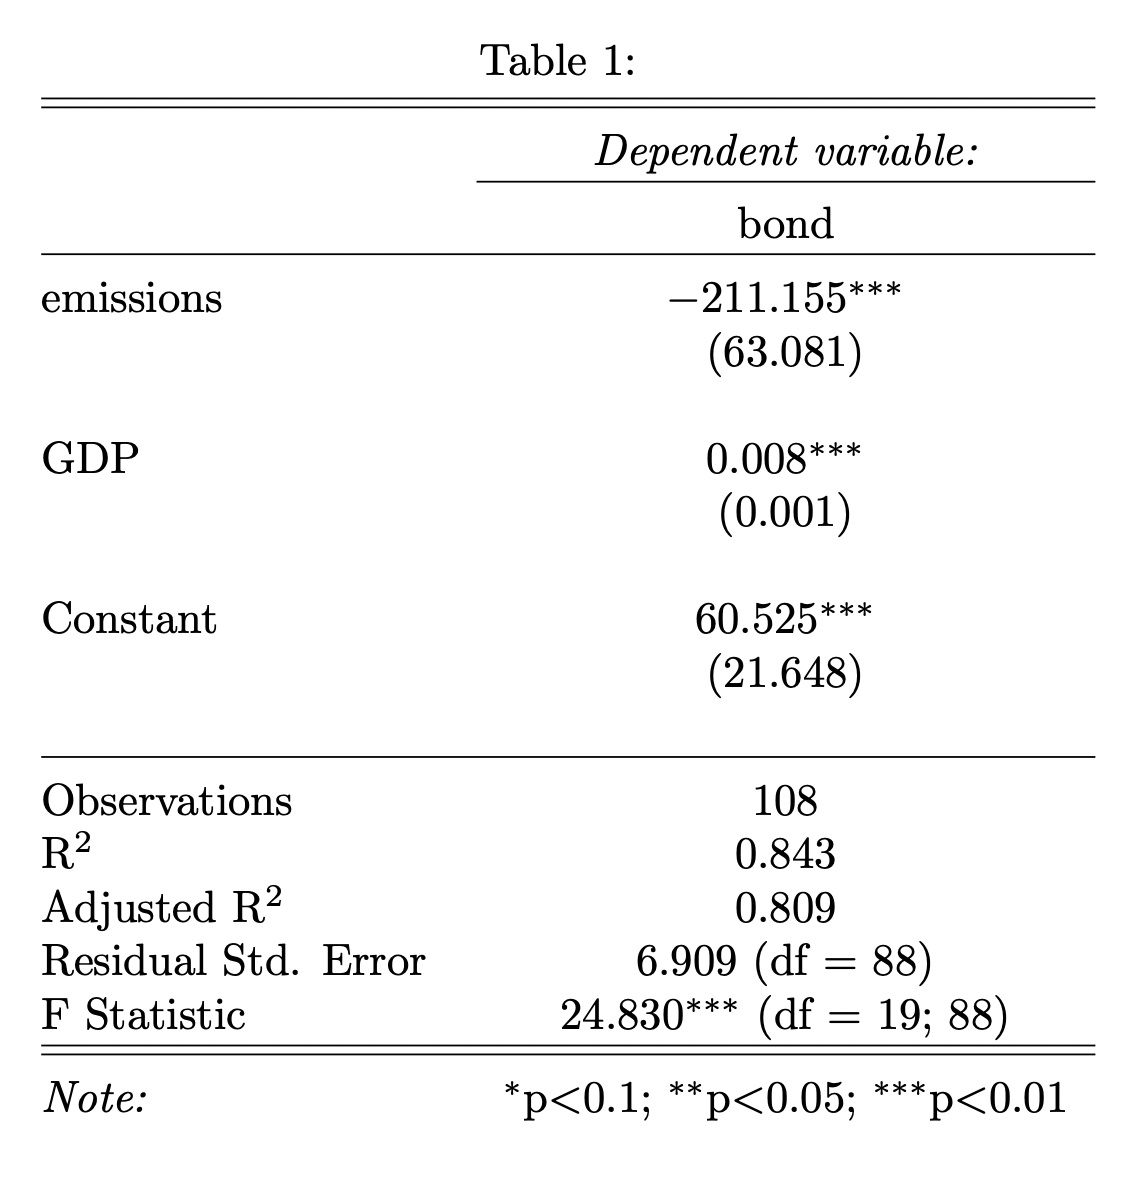 Table 1:
Dependent variable:
bond
emissions −211.155***
(63.081)
GDP 0.008***
(0.001)
Constant 60.525***
(21.648)
Observations 108
R² 0.843
Adjusted R² 0.809
Residual Std. Error 6.909 (df = 88)
F Statistic 24.830*** (df = 19; 88)
Note: *p<0.1; **p<0.05; ***p<0.01